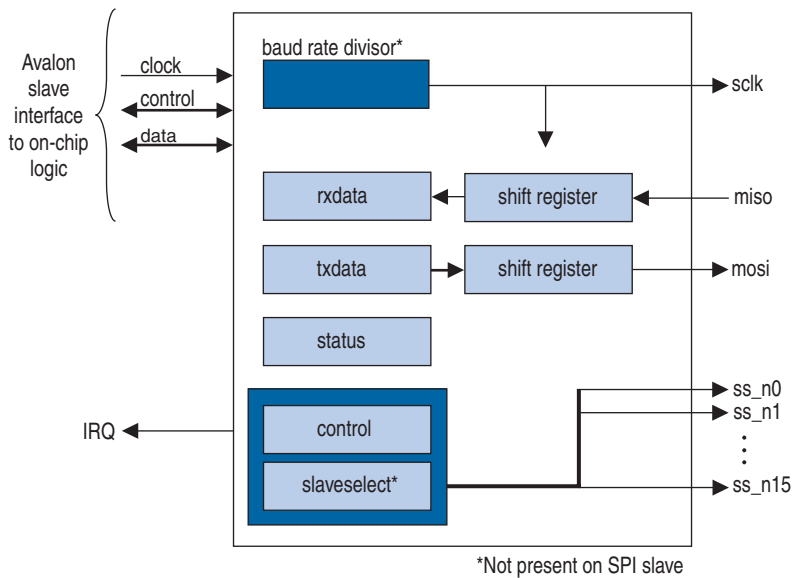 Avalon
slave
interface
to on-chip
logic
clock
control
data
baud rate divisor*
sclk
rxdata
shift register
miso
txdata
shift register
mosi
status
IRQ
control
slaveselect*
ss_n0
ss_n1
ss_n15
*Not present on SPI slave